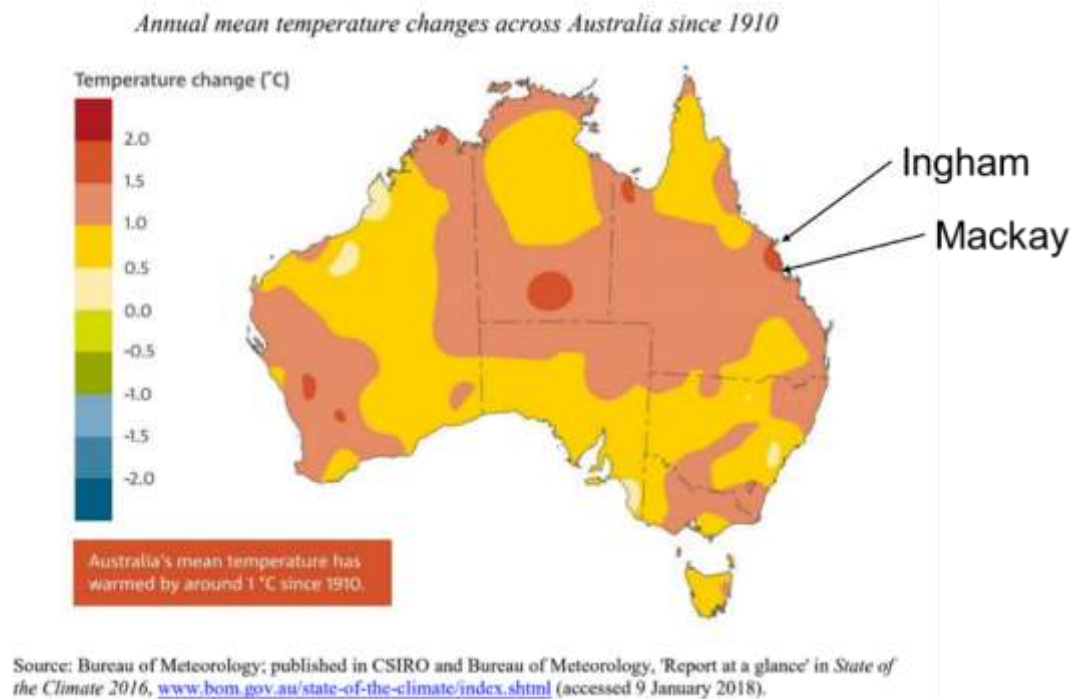 Annual mean temperature changes across Australia since 1910
Temperature change (˚C)
2.0
1.5
1.0
0.5
0.0
-0.5
-1.0
-1.5
-2.0
Ingham
Mackay
Australia's mean temperature has
warmed by around 1 °C since 1910.
Source: Bureau of Meteorology; published in CSIRO and Bureau of Meteorology, 'Report at a glance' in State of
the Climate 2016, www.bom.gov.au/state-of-the-climate/index.shtml (accessed 9 January 2018).